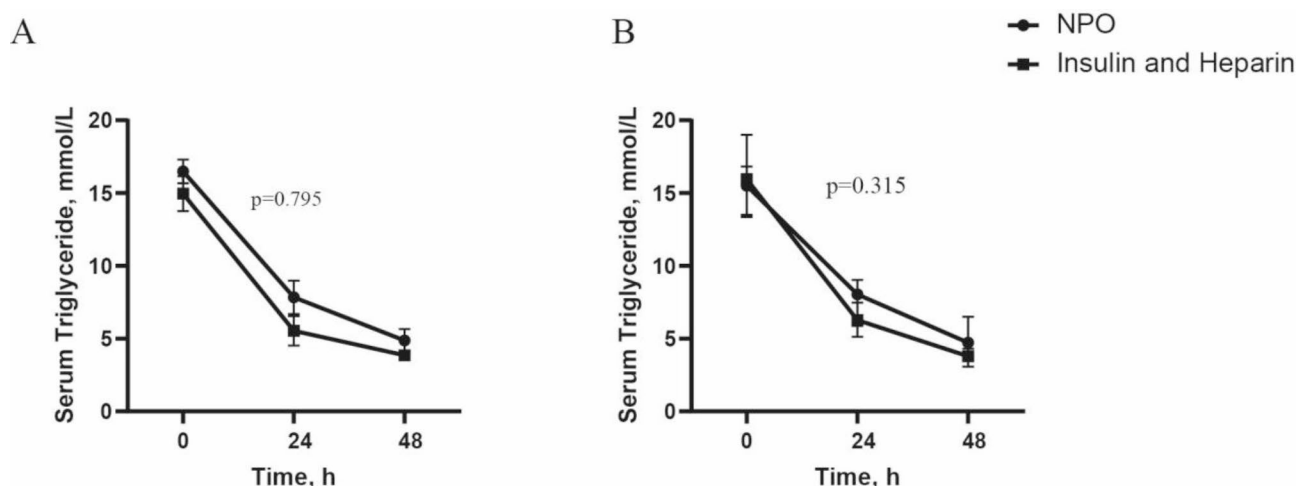 A
B
NPO
Insulin and Heparin
Serum Triglyceride, mmol/L
20
15
10
5
0
p=0.795
0
24
48
Time, h
Serum Triglyceride, mmol/L
20
15
10
5
0
p=0.315
0
24
48
Time, h